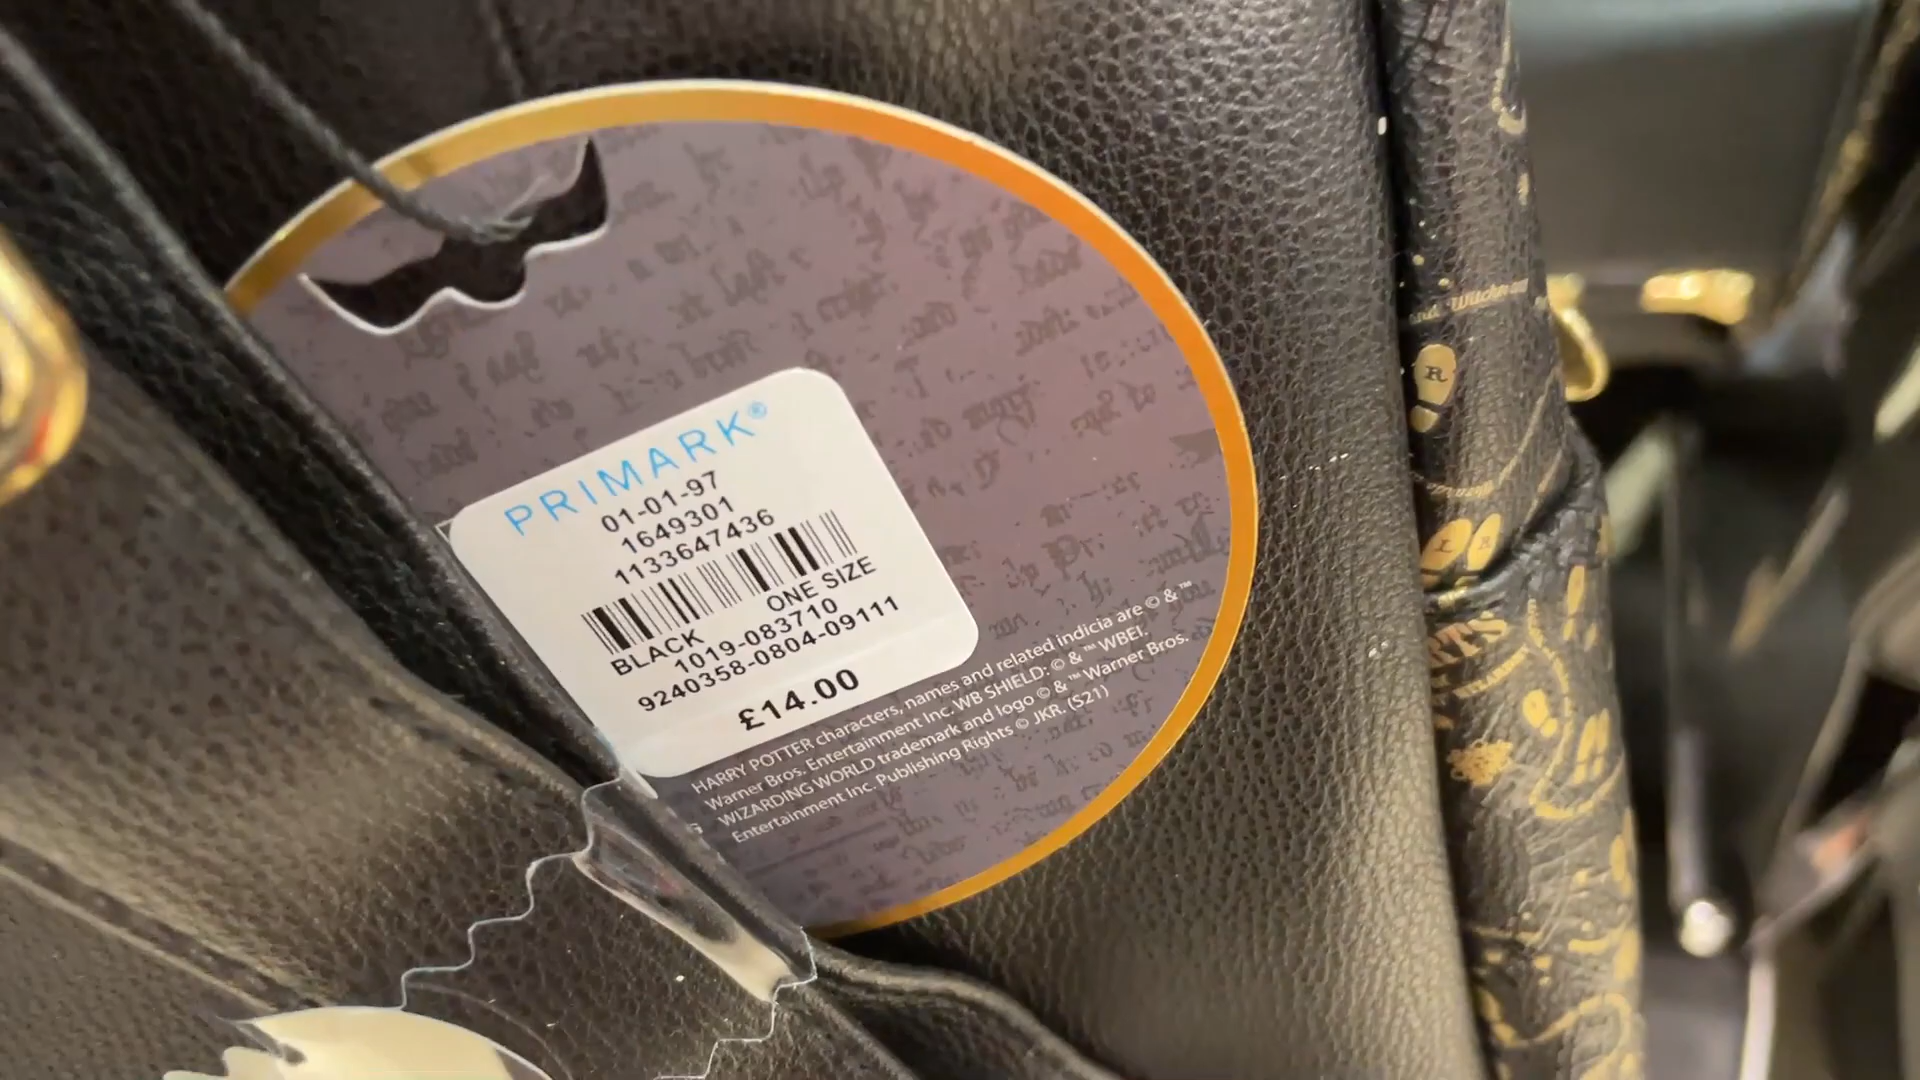 PRIMARK®
01-01-97
1649301
1133647436
BLACK ONE SIZE
1019-083710
9240358-0804-09111
£14.00
HARRY POTTER characters, names and related indicia are © & ™
Warner Bros. Entertainment Inc. WB SHIELD: © & ™ WBEI.
WIZARDING WORLD trademark and logo © & ™ Warner Bros.
Entertainment Inc. Publishing Rights © JKR. (S21)
R
L